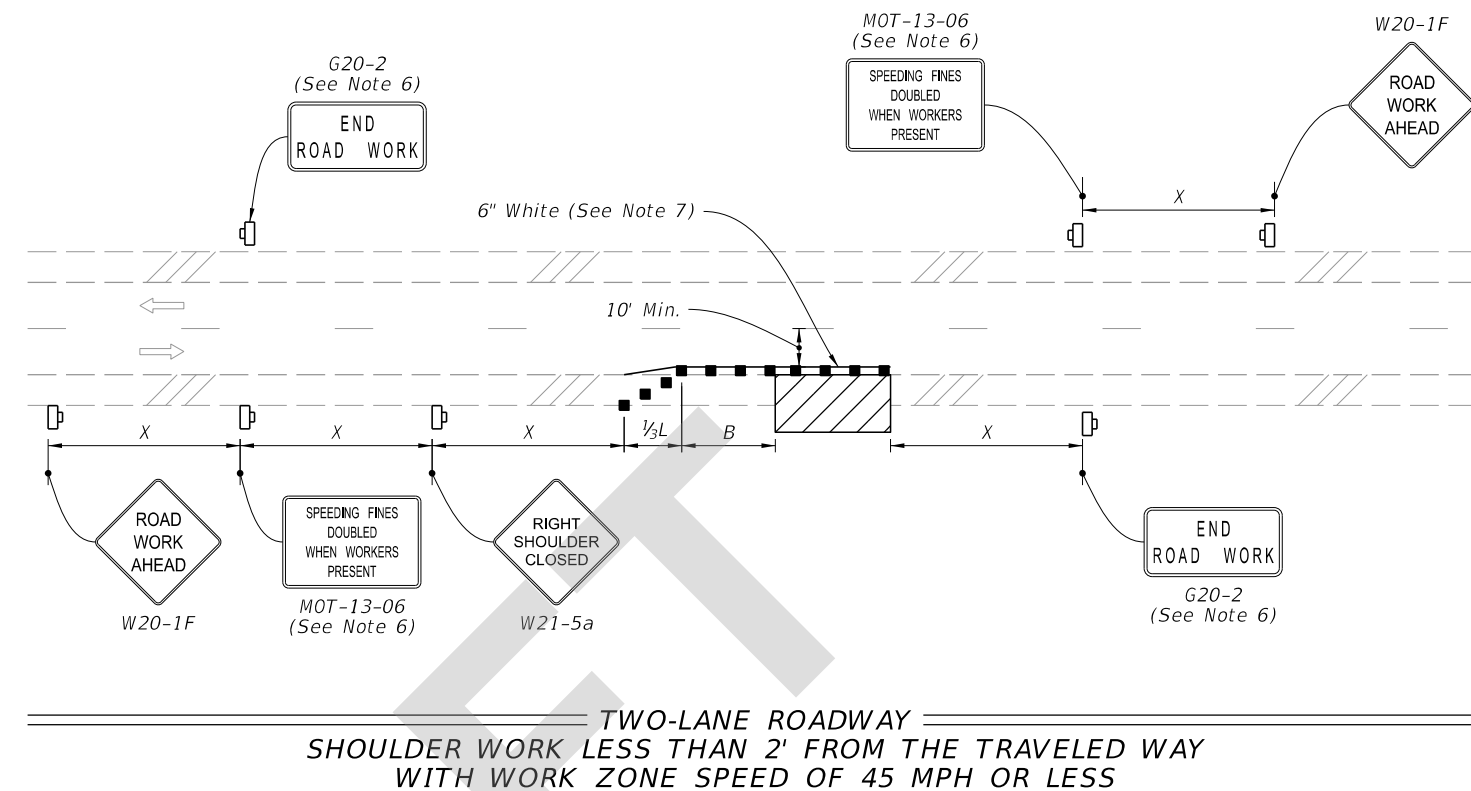 MOT-13-06
(See Note 6)
W20-1F
G20-2
(See Note 6)
SPEEDING FINES
DOUBLED
WHEN WORKERS
PRESENT
ROAD
WORK
AHEAD
END
ROAD WORK
X
6" White (See Note 7)
10' Min.
X
X
X
⅓L
B
X
ROAD
WORK
AHEAD
W20-1F
SPEEDING FINES
DOUBLED
WHEN WORKERS
PRESENT
MOT-13-06
(See Note 6)
RIGHT
SHOULDER
CLOSED
W21-5a
END
ROAD WORK
G20-2
(See Note 6)
TWO-LANE ROADWAY
SHOULDER WORK LESS THAN 2' FROM THE TRAVELED WAY
WITH WORK ZONE SPEED OF 45 MPH OR LESS